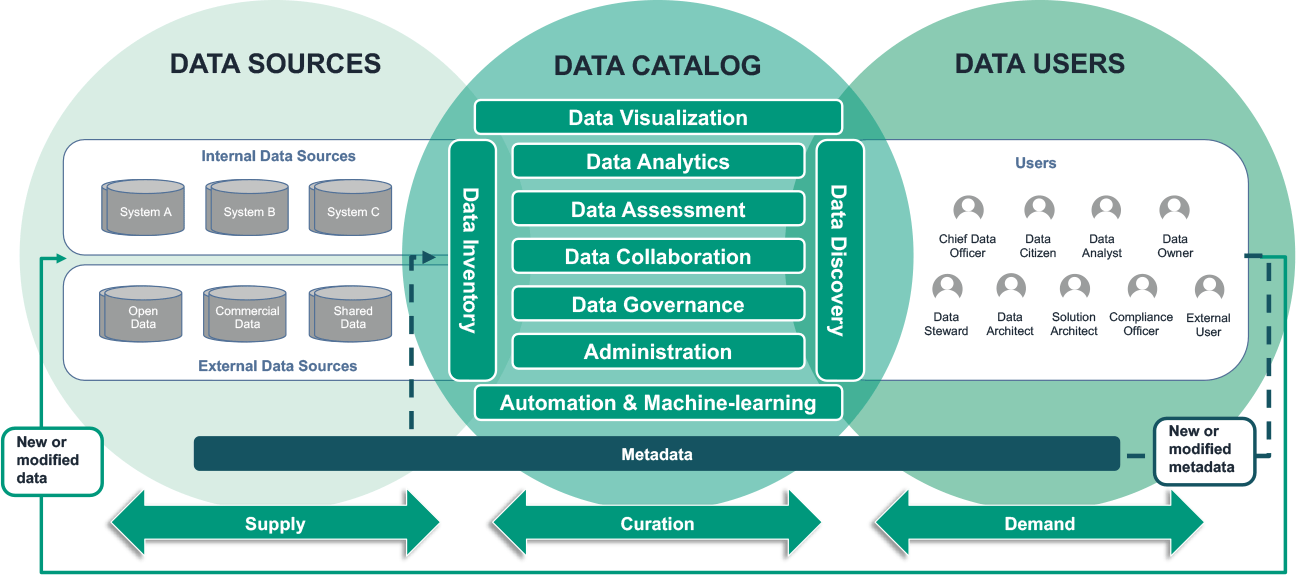 DATA SOURCES
DATA CATALOG
DATA USERS
Internal Data Sources
System A
System B
System C
Open
Data
Commercial
Data
Shared
Data
External Data Sources
Data Inventory
Data Visualization
Data Analytics
Data Assessment
Data Collaboration
Data Governance
Administration
Automation & Machine-learning
Data Discovery
Users
Chief Data
Officer
Data
Citizen
Data
Analyst
Data
Owner
Data
Steward
Data
Architect
Solution
Architect
Compliance
Officer
External
User
New or
modified
data
Metadata
New or
modified
metadata
Supply
Curation
Demand